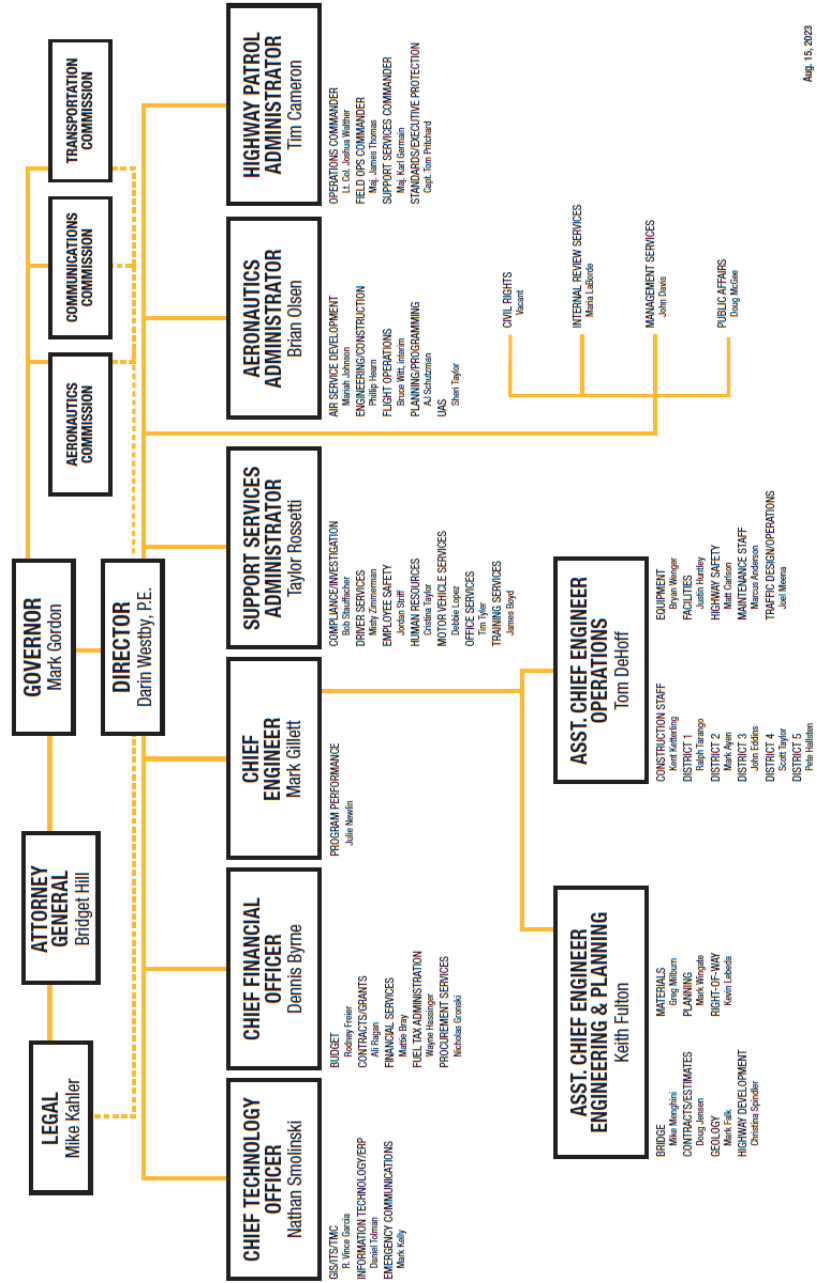 GOVERNOR
Mark Gordon
ATTORNEY
GENERAL
Bridget Hill
LEGAL
Mike Kahler
DIRECTOR
Darin Westby, P.E.
AERONAUTICS
COMMISSION
COMMUNICATIONS
COMMISSION
TRANSPORTATION
COMMISSION
CHIEF TECHNOLOGY
OFFICER
Nathan Smolinski
GIS/ITS/TMC
R. Vince Garcia
INFORMATION TECHNOLOGY/ERP
Daniel Tolman
EMERGENCY COMMUNICATIONS
Mark Kelly
CHIEF FINANCIAL
OFFICER
Dennis Byrne
BUDGET
Rodney Freier
CONTRACTS/GRANTS
Ali Ragan
FINANCIAL SERVICES
Mattie Bray
FUEL TAX ADMINISTRATION
Wayne Hassinger
PROCUREMENT SERVICES
Nicholas Gronski
CHIEF
ENGINEER
Mark Gillett
PROGRAM PERFORMANCE
Julie Newlin
SUPPORT SERVICES
ADMINISTRATOR
Taylor Rossetti
COMPLIANCE/INVESTIGATION
Bob Stauffacher
DRIVER SERVICES
Misty Zimmerman
EMPLOYEE SAFETY
Jordan Striff
HUMAN RESOURCES
Cristina Taylor
MOTOR VEHICLE SERVICES
Debbie Lopez
OFFICE SERVICES
Tim Tyler
TRAINING SERVICES
James Boyd
AERONAUTICS
ADMINISTRATOR
Brian Olsen
AIR SERVICE DEVELOPMENT
Mariah Johnson
ENGINEERING/CONSTRUCTION
Phillip Hearn
FLIGHT OPERATIONS
Bruce Witt, interim
PLANNING/PROGRAMMING
AJ Schutzman
UAS
Sheri Taylor
HIGHWAY PATROL
ADMINISTRATOR
Tim Cameron
OPERATIONS COMMANDER
Lt. Col. Joshua Walther
FIELD OPS COMMANDER
Maj. James Thomas
SUPPORT SERVICES COMMANDER
Maj. Karl Germain
STANDARDS/EXECUTIVE PROTECTION
Capt. Tom Pritchard
CIVIL RIGHTS
Vacant
INTERNAL REVIEW SERVICES
Maria LaBorde
MANAGEMENT SERVICES
John Davis
PUBLIC AFFAIRS
Doug McGee
ASST. CHIEF ENGINEER
ENGINEERING & PLANNING
Keith Fulton
BRIDGE
Mike Menghini
CONTRACTS/ESTIMATES
Doug Jensen
GEOLOGY
Mark Falk
HIGHWAY DEVELOPMENT
Christina Spindler
MATERIALS
Greg Milburn
PLANNING
Mark Wingate
RIGHT-OF-WAY
Kevin Lebeda
ASST. CHIEF ENGINEER
OPERATIONS
Tom DeHoff
CONSTRUCTION STAFF
Kent Ketterling
DISTRICT 1
Ralph Tarango
DISTRICT 2
Mark Ayen
DISTRICT 3
John Eddins
DISTRICT 4
Scott Taylor
DISTRICT 5
Pete Hallsten
EQUIPMENT
Bryan Wenger
FACILITIES
Justin Huntley
HIGHWAY SAFETY
Matt Carlson
MAINTENANCE STAFF
Marcus Anderson
TRAFFIC DESIGN/OPERATIONS
Joel Meena
Aug. 15, 2023